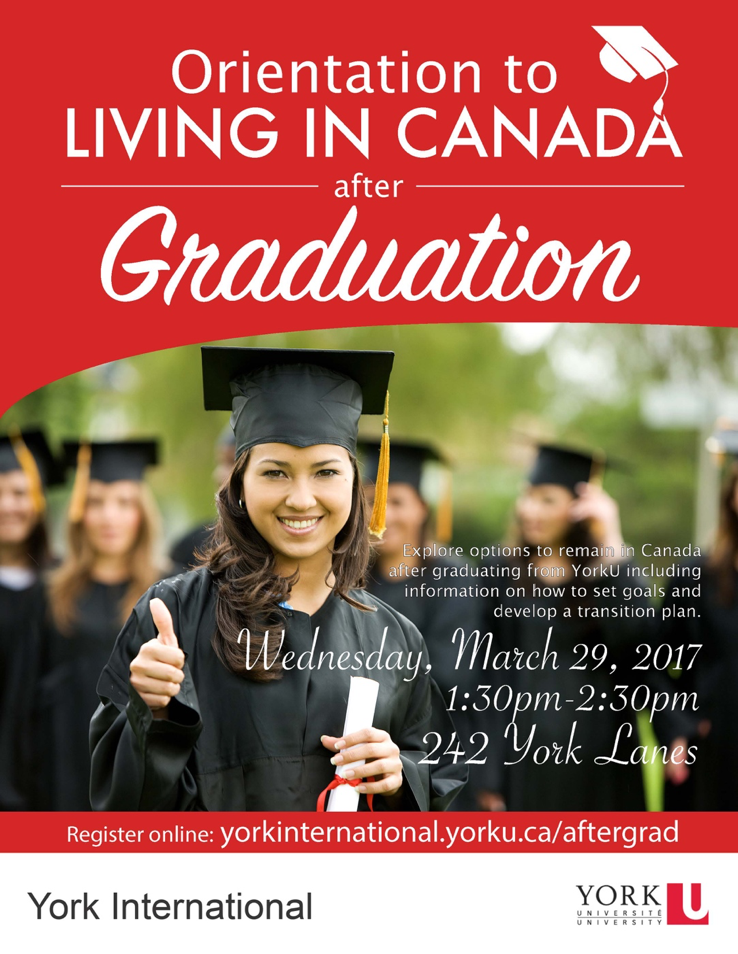 Orientation to
LIVING IN CANADA
after
Graduation
Explore options to remain in Canada
after graduating from YorkU including
information on how to set goals and
develop a transition plan.
Wednesday, March 29, 2017
1:30pm-2:30pm
242 York Lanes
Register online: yorkinternational.yorku.ca/aftergrad
York International
YORK U
UNIVERSITÉ
UNIVERSITY